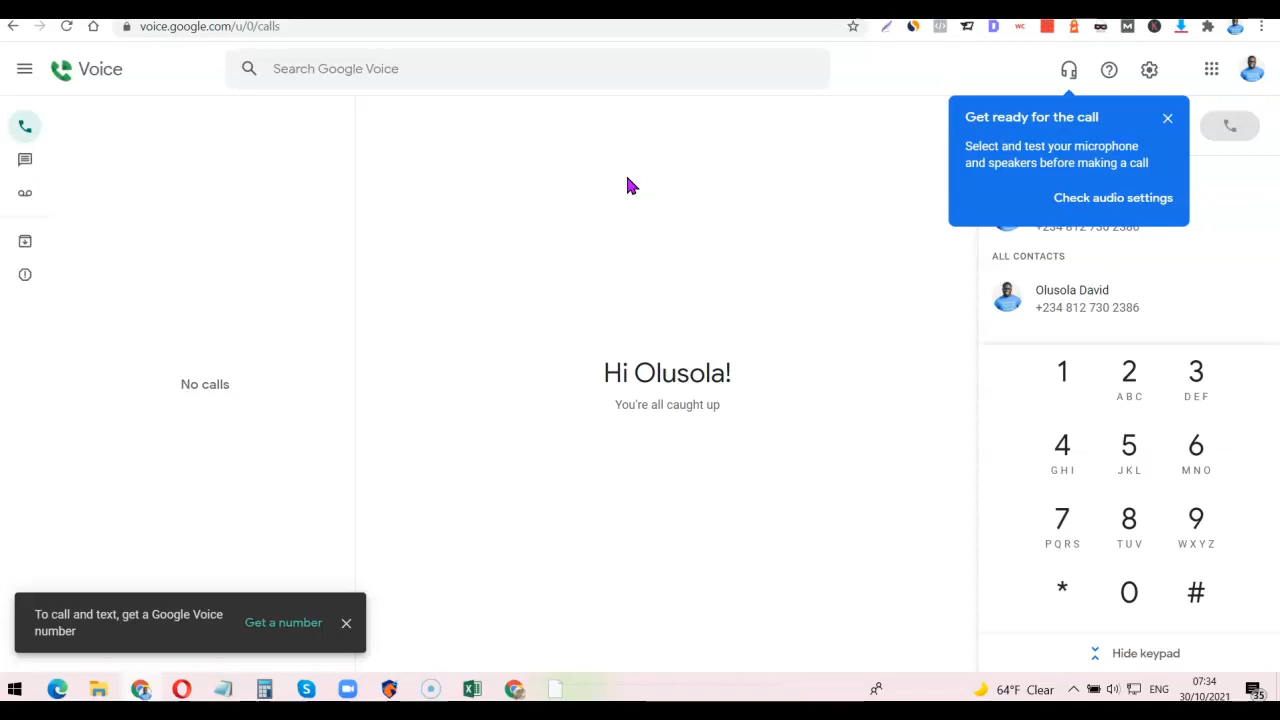 voice.google.com/u/0/calls
Voice
Search Google Voice
Get ready for the call
Select and test your microphone
and speakers before making a call
Check audio settings
ALL CONTACTS
Olusola David
+234 812 730 2386
No calls
Hi Olusola!
You're all caught up
1
2
ABC
3
DEF
4
GHI
5
JKL
6
MNO
7
PQRS
8
TUV
9
WXYZ
*
0
#
To call and text, get a Google Voice
number
Get a number
Hide keypad
64°F Clear
ENG
07:34
30/10/2021
35